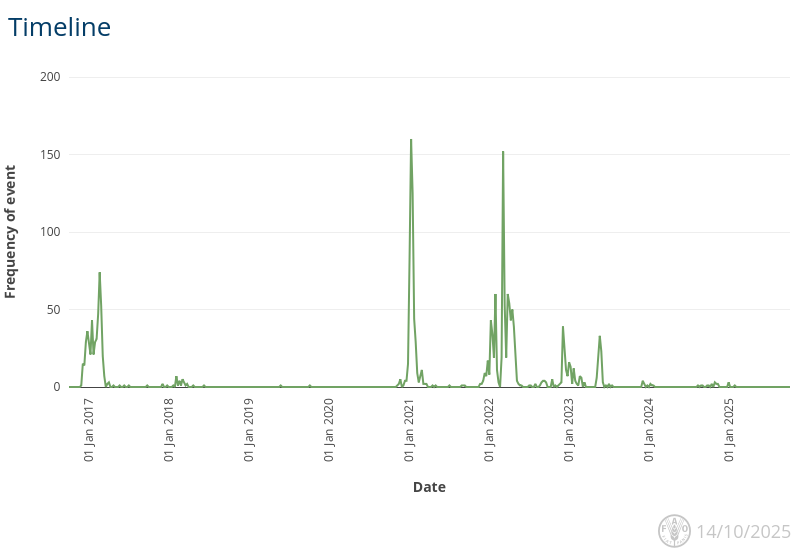 Timeline
200
150
100
50
0
Frequency of event
01 Jan 2017
01 Jan 2018
01 Jan 2019
01 Jan 2020
01 Jan 2021
01 Jan 2022
01 Jan 2023
01 Jan 2024
01 Jan 2025
Date
F A O
14/10/2025